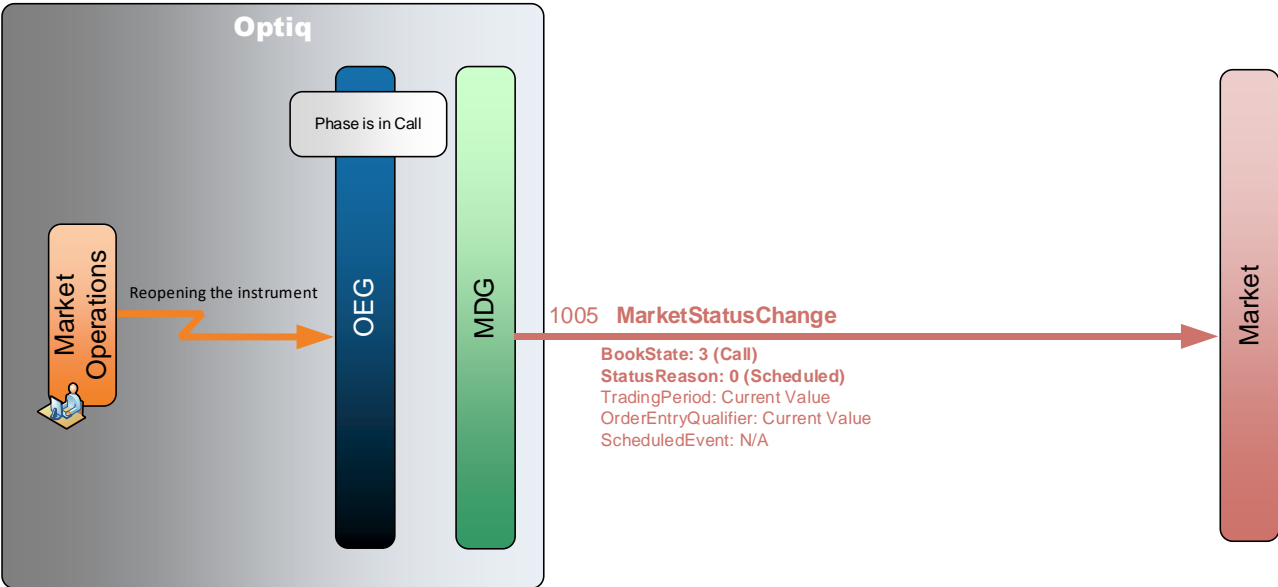 Optiq
Phase is in Call
Market
Operations
Reopening the instrument
OEG
MDG
1005 MarketStatusChange
BookState: 3 (Call)
StatusReason: 0 (Scheduled)
TradingPeriod: Current Value
OrderEntryQualifier: Current Value
ScheduledEvent: N/A
Market